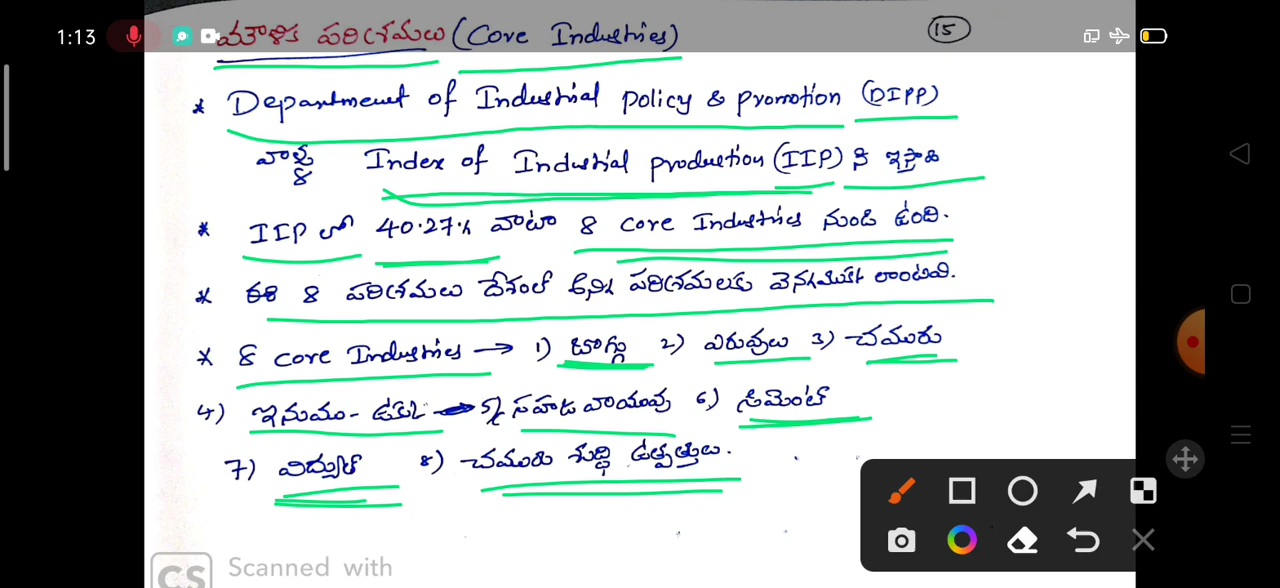 1:13
మౌళిక పరిశ్రమలు (Core Industries) 15
* Department of Industrial Policy & Promotion (DIPP)
వాళ్ళు Index of Industrial production (IIP) ని ఇస్తారు
* IIP లో 40.27% వాటా 8 core Industries నుండి ఉంది.
* ఈ 8 పరిశ్రమలు దేశంలో అన్ని పరిశ్రమలకు వెన్నెముక లాంటివి.
* 8 core Industries → 1) బొగ్గు 2) ఎరువులు 3) చమురు
4) ఇనుము - ఉక్కు 5) సహజ వాయువు 6) సిమెంట్
7) విద్యుత్ 8) చమురు శుద్ధి ఉత్పత్తులు.
CS Scanned with